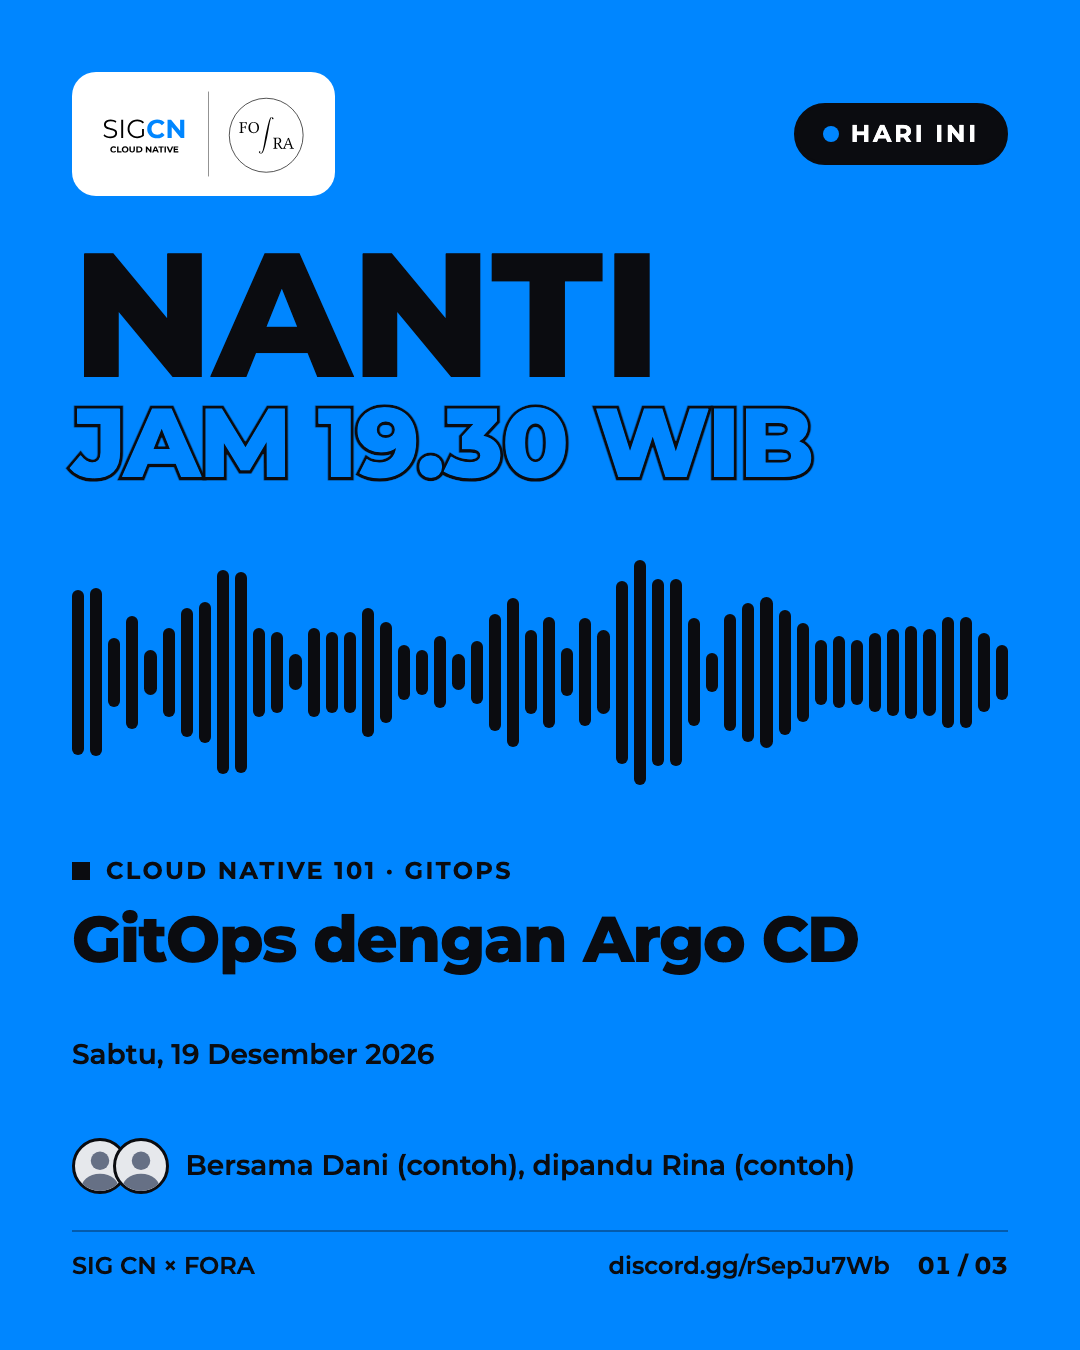 SIGCN
CLOUD NATIVE
FO
RA
HARI INI
NANTI
JAM 19.30 WIB
CLOUD NATIVE 101 · GITOPS
GitOps dengan Argo CD
Sabtu, 19 Desember 2026
Bersama Dani (contoh), dipandu Rina (contoh)
SIG CN × FORA
discord.gg/rSepJu7Wb 01 / 03